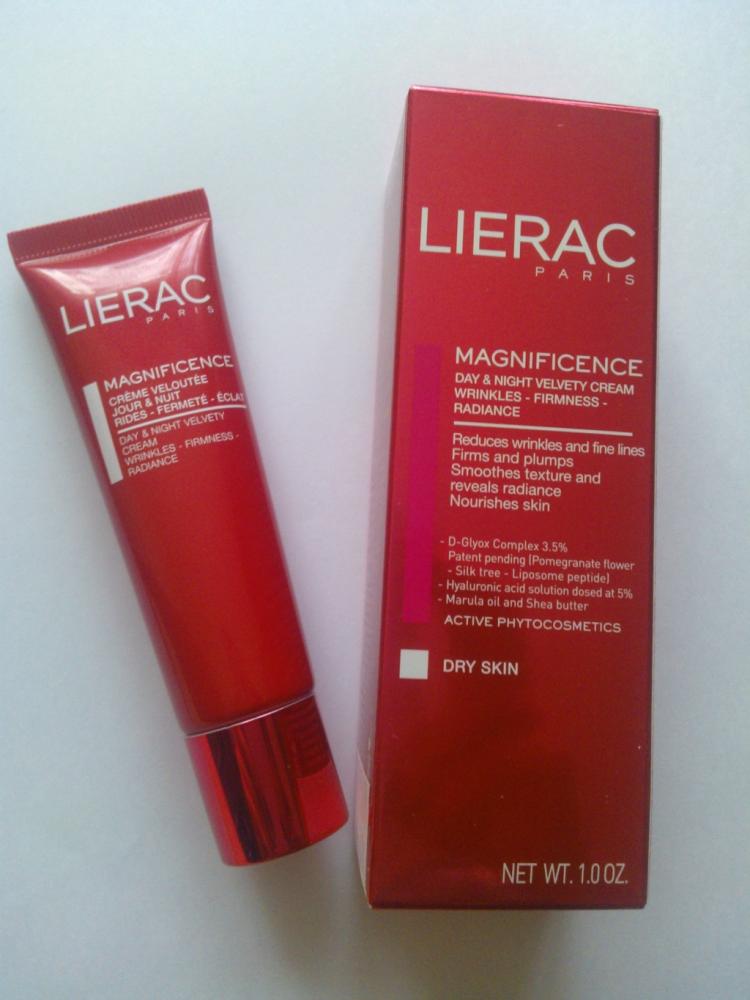 LIERAC
PARIS
MAGNIFICENCE
CRÈME VELOUTÉE
JOUR & NUIT
RIDES - FERMETÉ - ÉCLAT
DAY & NIGHT VELVETY
CREAM
WRINKLES - FIRMNESS -
RADIANCE
LIERAC
PARIS
MAGNIFICENCE
DAY & NIGHT VELVETY CREAM
WRINKLES - FIRMNESS -
RADIANCE
Reduces wrinkles and fine lines
Firms and plumps
Smoothes texture and
reveals radiance
Nourishes skin
- D-Glyox Complex 3.5%
Patent pending (Pomegranate flower
- Silk tree - Liposome peptide)
- Hyaluronic acid solution dosed at 5%
- Marula oil and Shea butter
ACTIVE PHYTOCOSMETICS
DRY SKIN
NET WT. 1.0 OZ.